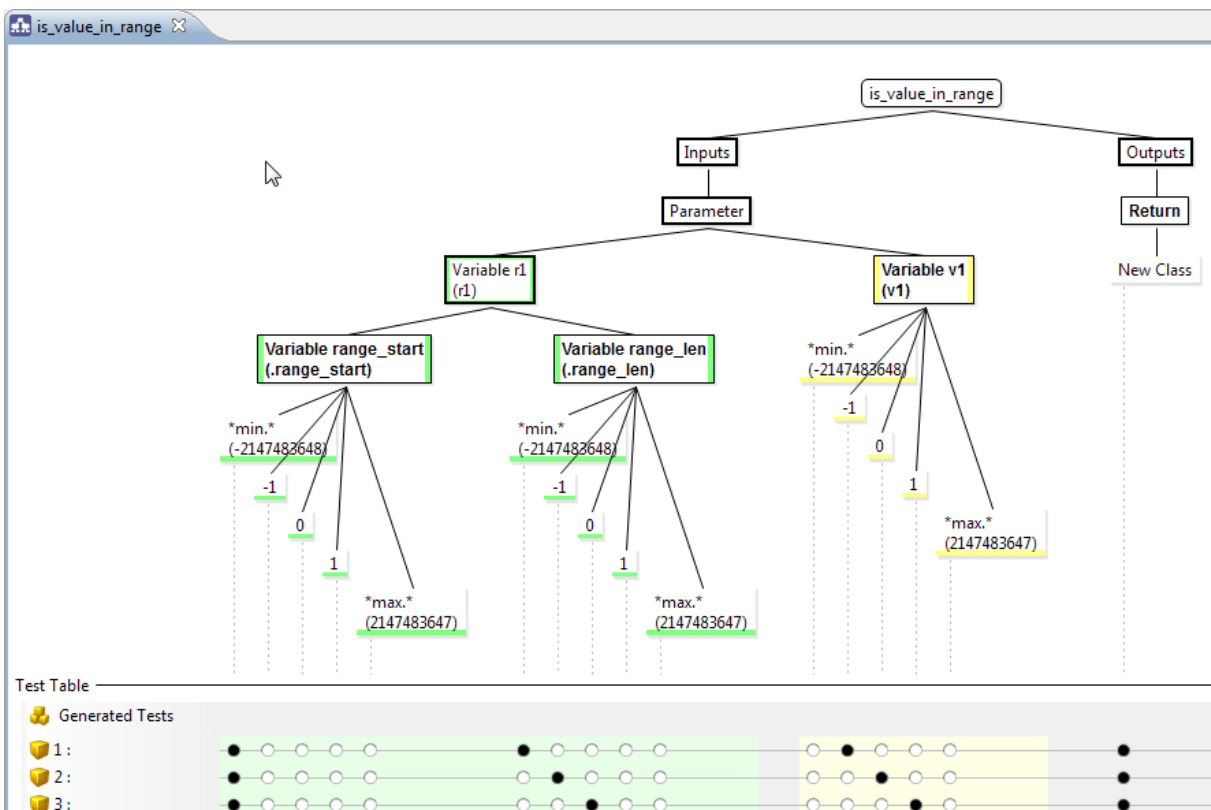 is_value_in_range
is_value_in_range
Inputs
Outputs
Parameter
Return
Variable r1
(r1)
Variable v1
(v1)
New Class
Variable range_start
(.range_start)
Variable range_len
(.range_len)
*min.*
(-2147483648)
-1
0
1
*max.*
(2147483647)
*min.*
(-2147483648)
-1
0
1
*max.*
(2147483647)
*min.*
(-2147483648)
-1
0
1
*max.*
(2147483647)
Test Table
Generated Tests
1 :
2 :
3 :